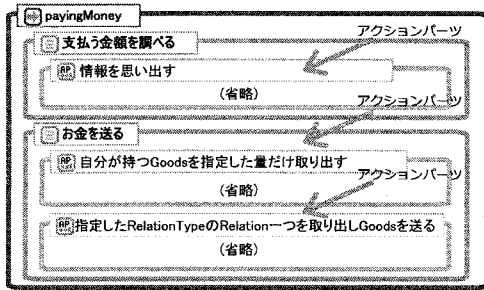 payingMoney
アクションパーツ
支払う金額を調べる
AP 情報を思い出す
(省略)
アクションパーツ
お金を送る
AP 自分が持つGoodsを指定した量だけ取り出す
アクションパーツ
(省略)
AP 指定したRelationTypeのRelation一つを取り出しGoodsを送る
(省略)